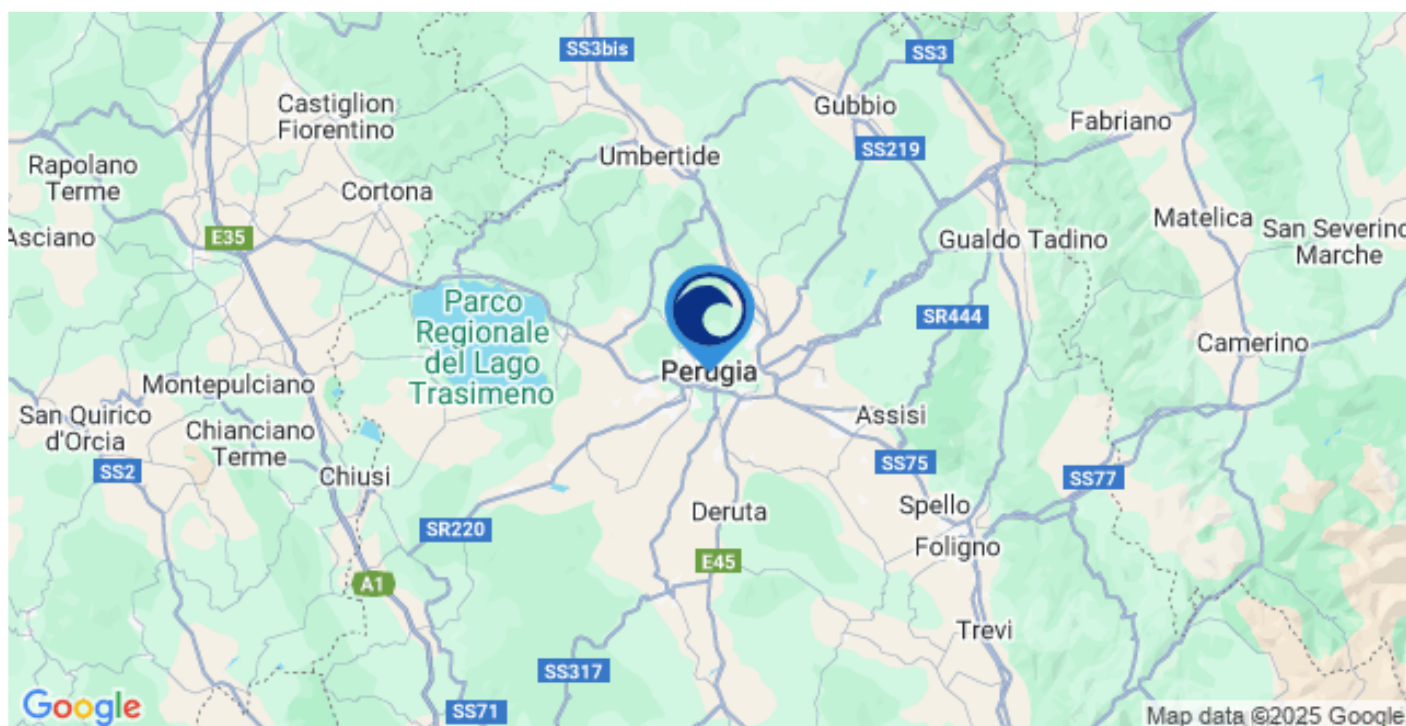 SS3bis
SS3
Castiglion
Fiorentino
Gubbio
Fabriano
Umbertide
SS219
Rapolano
Terme
Cortona
Matelica
Asciano
E35
Gualdo Tadino
San Severino
Marche
Parco
Regionale
del Lago
Trasimeno
SR444
Camerino
Perugia
Montepulciano
San Quirico
d'Orcia
Assisi
Chianciano
Terme
SS2
Chiusi
SS75
SS77
Spello
Deruta
SR220
Foligno
E45
A1
Trevi
SS317
Google
SS71
Map data ©2025 Google